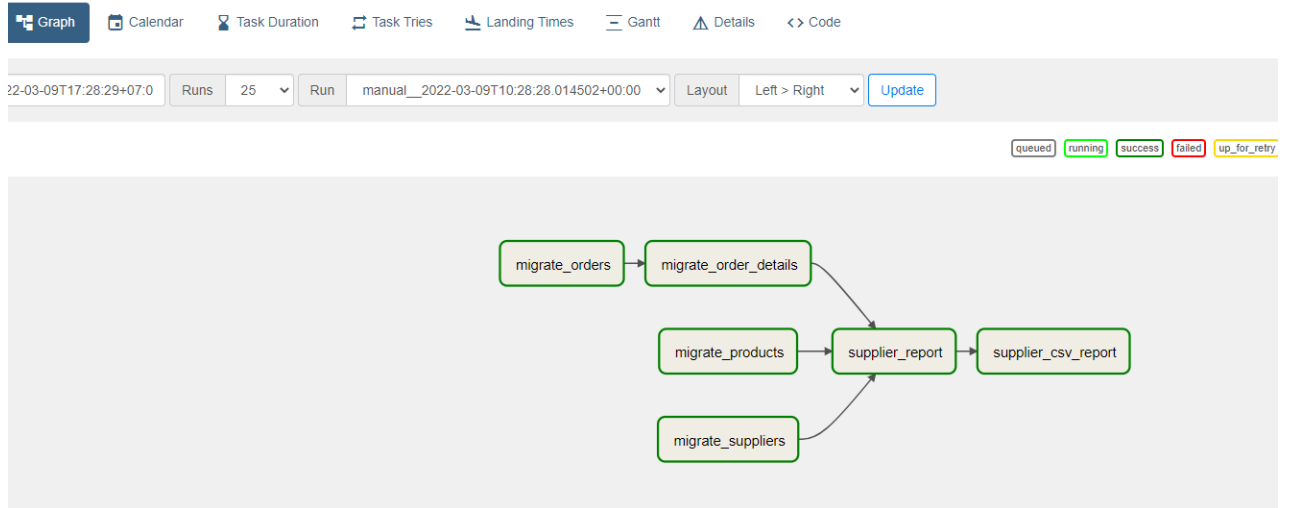 Graph Calendar Task Duration Task Tries Landing Times Gantt Details <> Code
22-03-09T17:28:29+07:0 Runs 25 Run manual__2022-03-09T10:28:28.014502+00:00 Layout Left > Right Update
queued running success failed up_for_retry
migrate_orders migrate_order_details
migrate_products supplier_report supplier_csv_report
migrate_suppliers